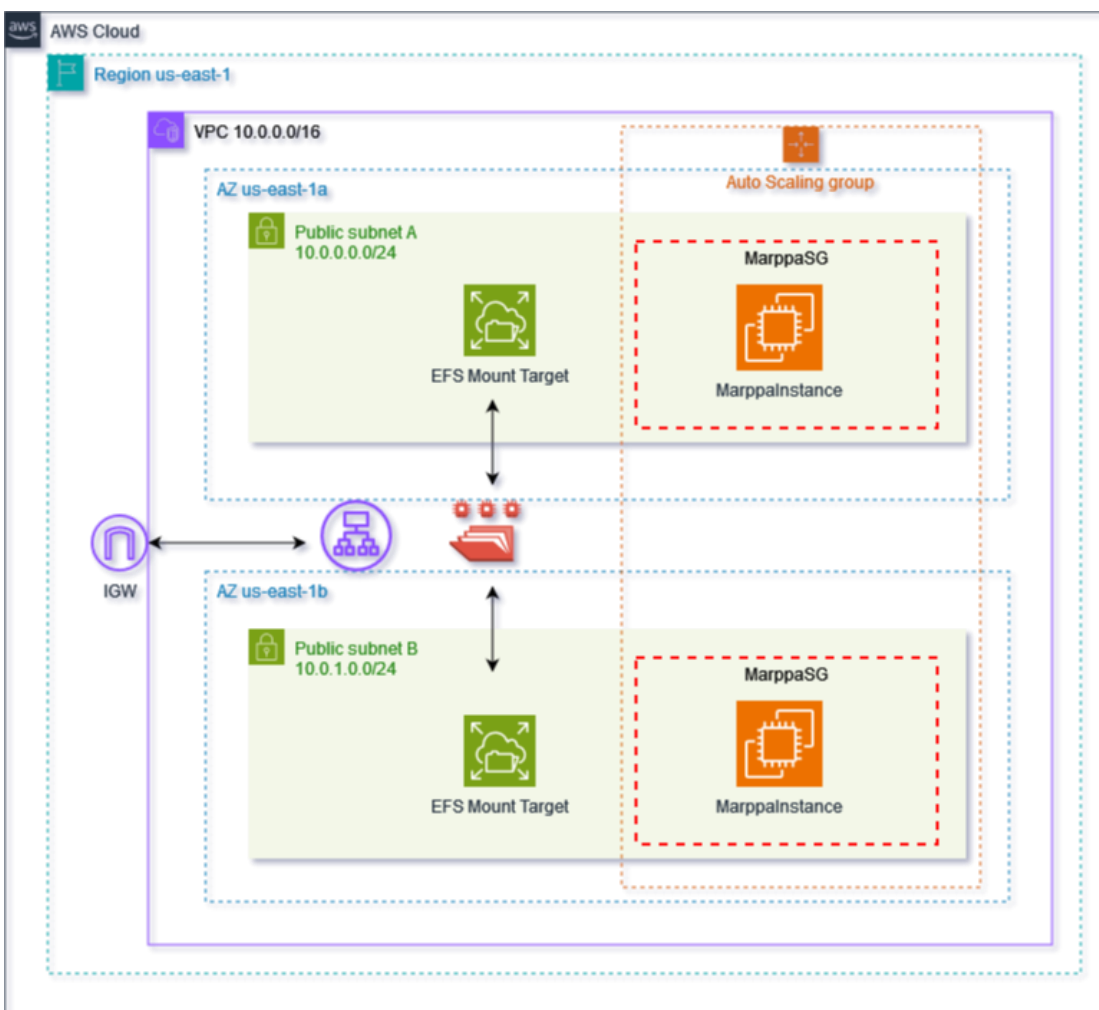 aws
AWS Cloud
Region us-east-1
VPC 10.0.0.0/16
Auto Scaling group
AZ us-east-1a
Public subnet A
10.0.0.0.0/24
MarppaSG
EFS Mount Target
MarppaInstance
IGW
AZ us-east-1b
Public subnet B
10.0.1.0.0/24
MarppaSG
EFS Mount Target
MarppaInstance